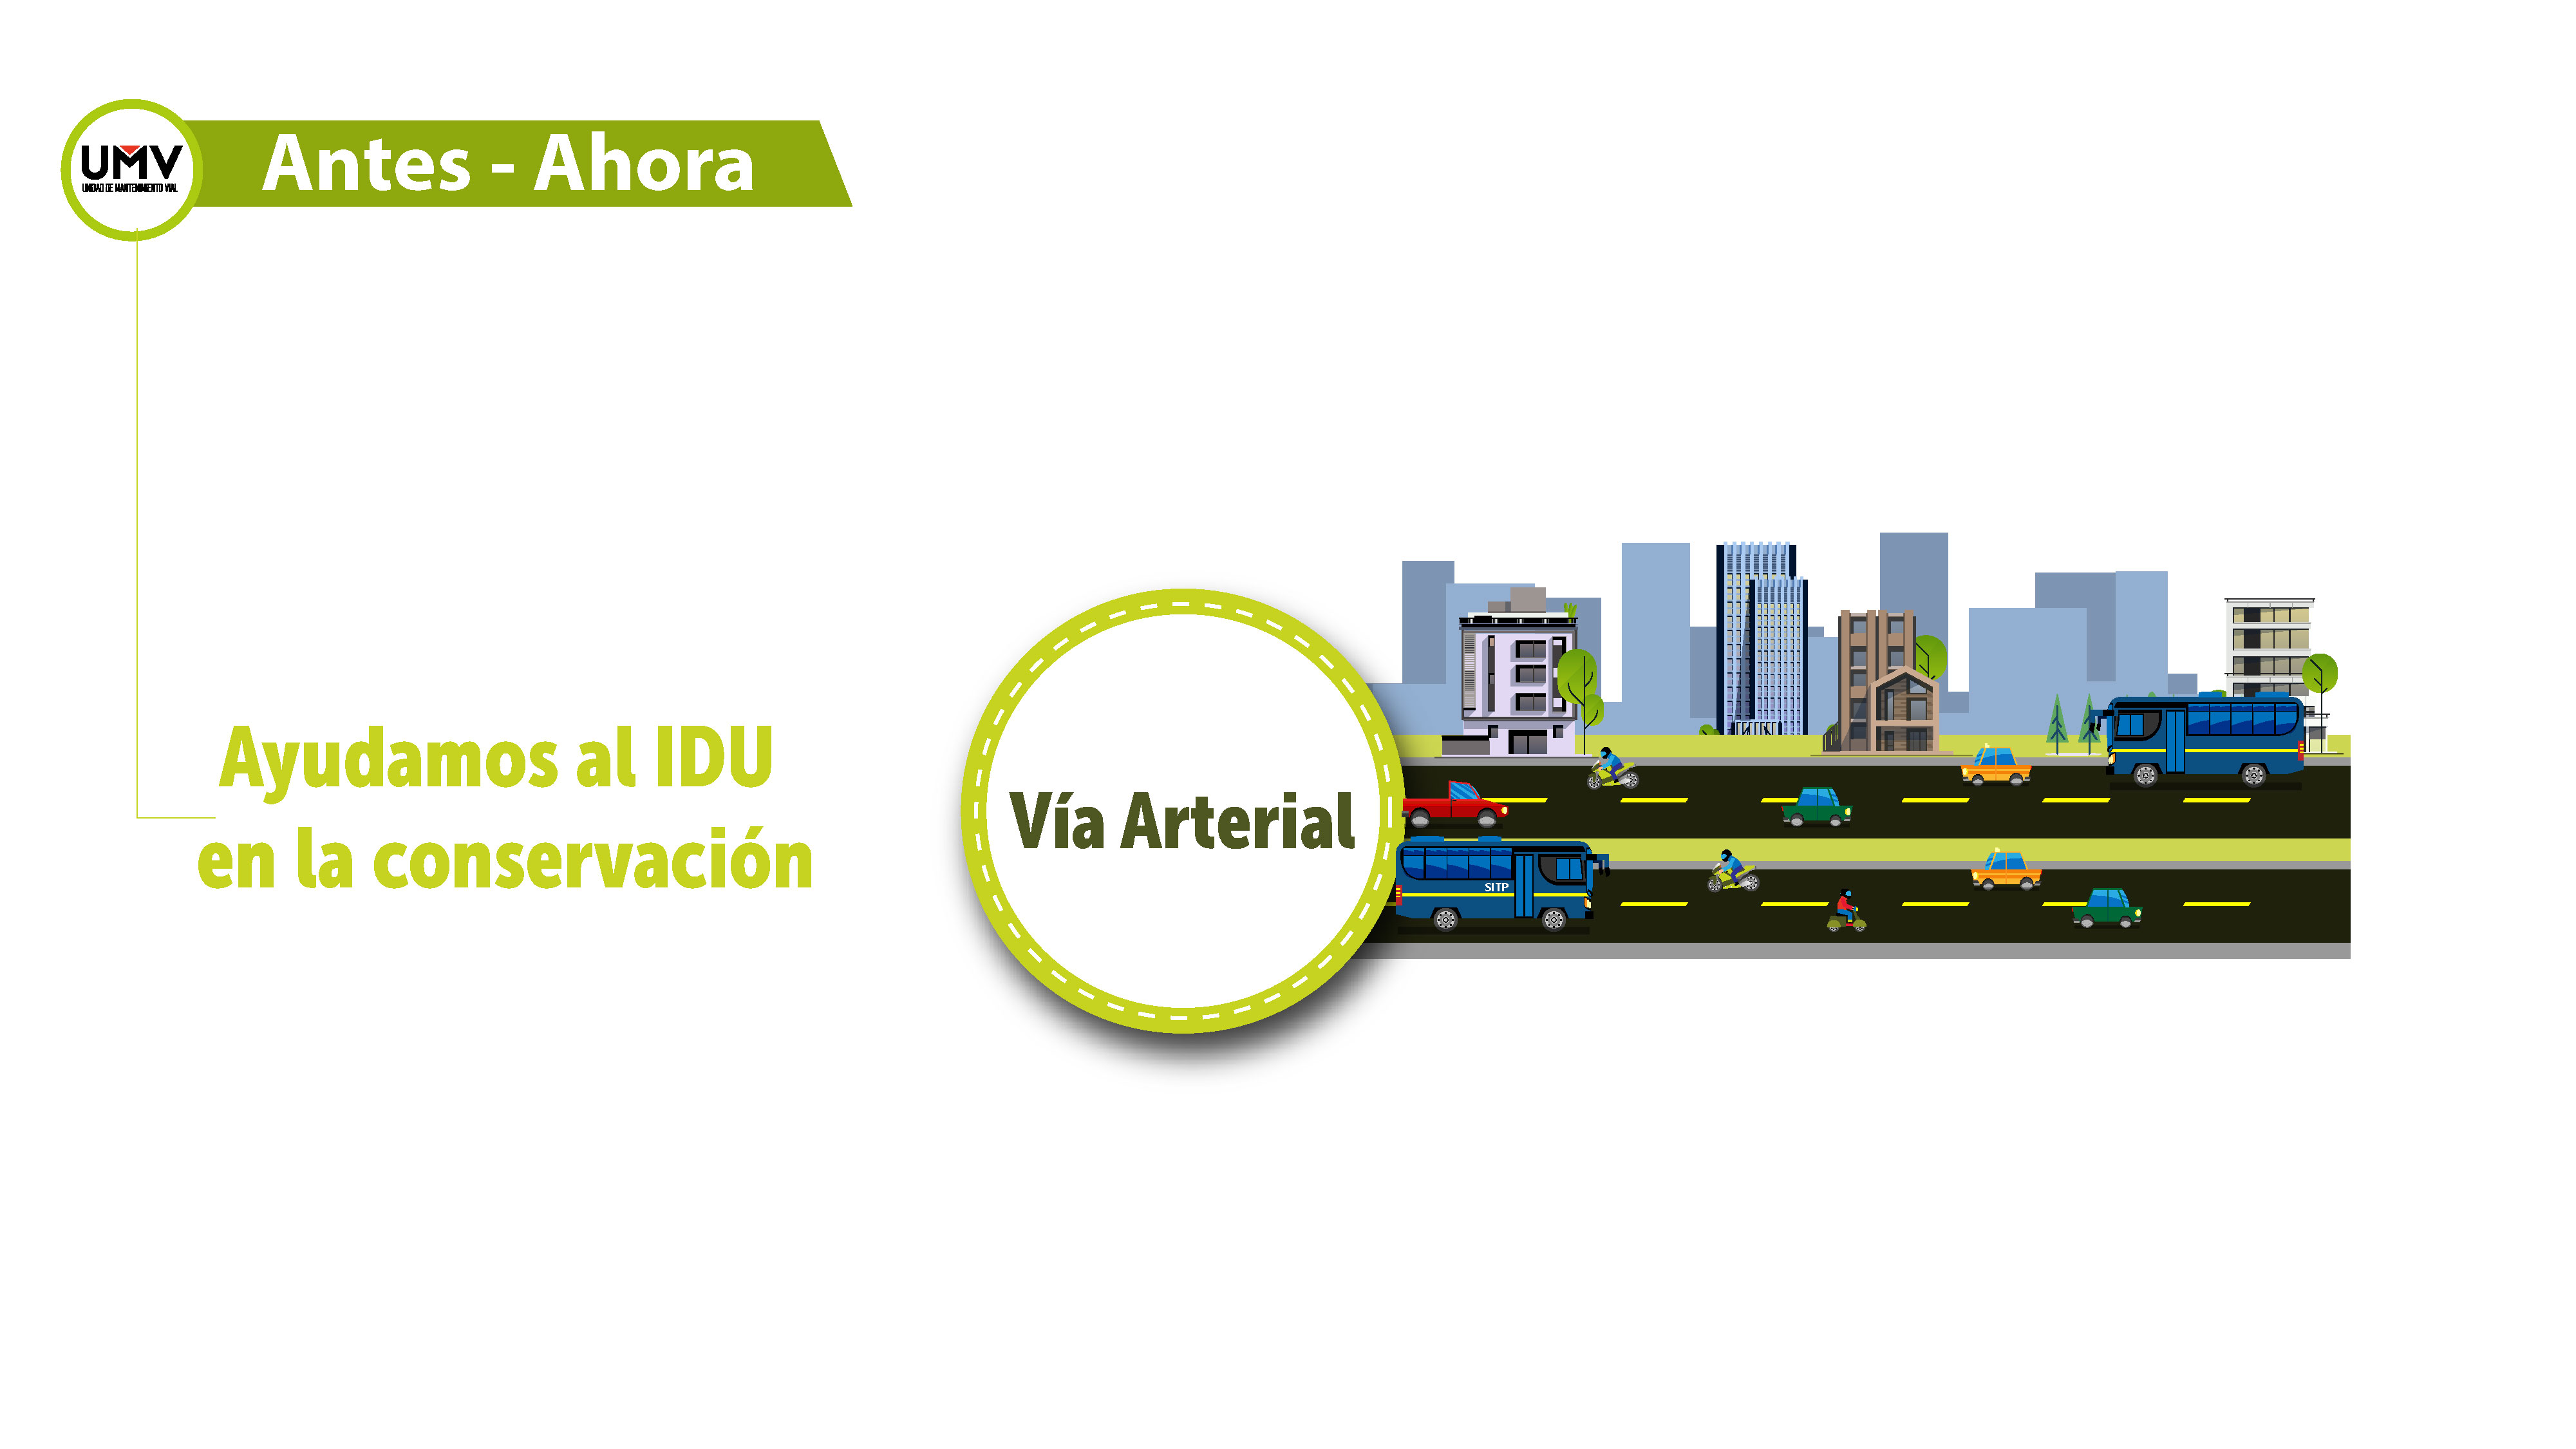 UMV
UNIDAD DE MANTENIMIENTO VIAL
Antes - Ahora
Ayudamos al IDU
en la conservación
Vía Arterial
SITP